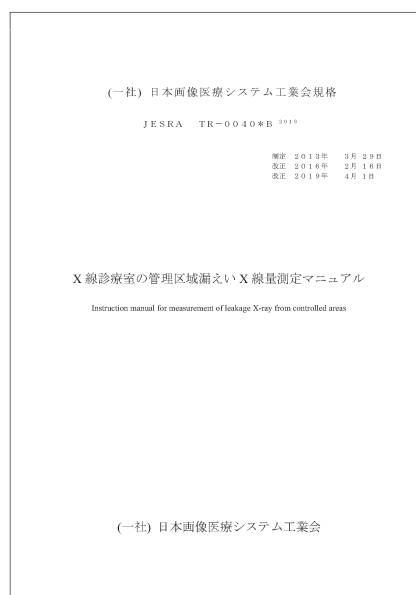 (一社) 日本画像医療システム工業会規格
JESRA TR-0040*B 2019
制定 2013年 3月 29日
改正 2016年 2月 16日
改正 2019年 4月 1日
X 線診療室の管理区域漏えい X 線量測定マニュアル
Instruction manual for measurement of leakage X-ray from controlled areas
(一社) 日本画像医療システム工業会